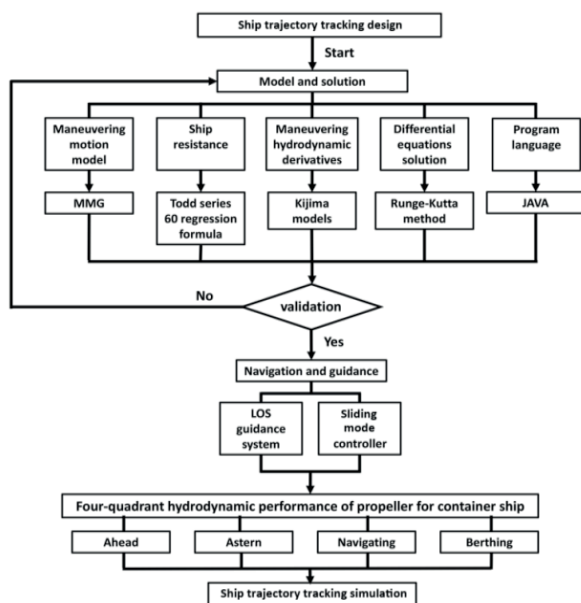 Ship trajectory tracking design
Start
Model and solution
Maneuvering
motion
model
Ship
resistance
Maneuvering
hydrodynamic
derivatives
Differential
equations
solution
Program
language
MMG
Todd series
60 regression
formula
Kijima
models
Runge-Kutta
method
JAVA
No
validation
Yes
Navigation and guidance
LOS
guidance
system
Sliding
mode
controller
Four-quadrant hydrodynamic performance of propeller for container ship
Ahead
Astern
Navigating
Berthing
Ship trajectory tracking simulation